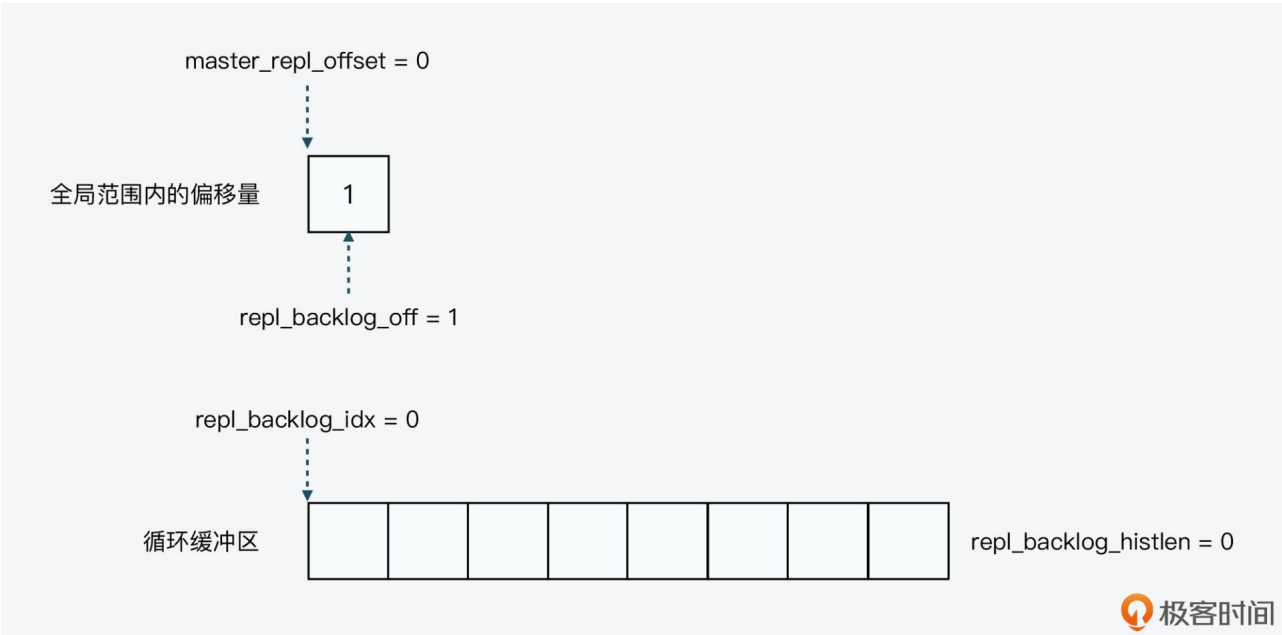 master_repl_offset = 0
全局范围内的偏移量
1
repl_backlog_off = 1
repl_backlog_idx = 0
循环缓冲区
repl_backlog_histlen = 0
极客时间